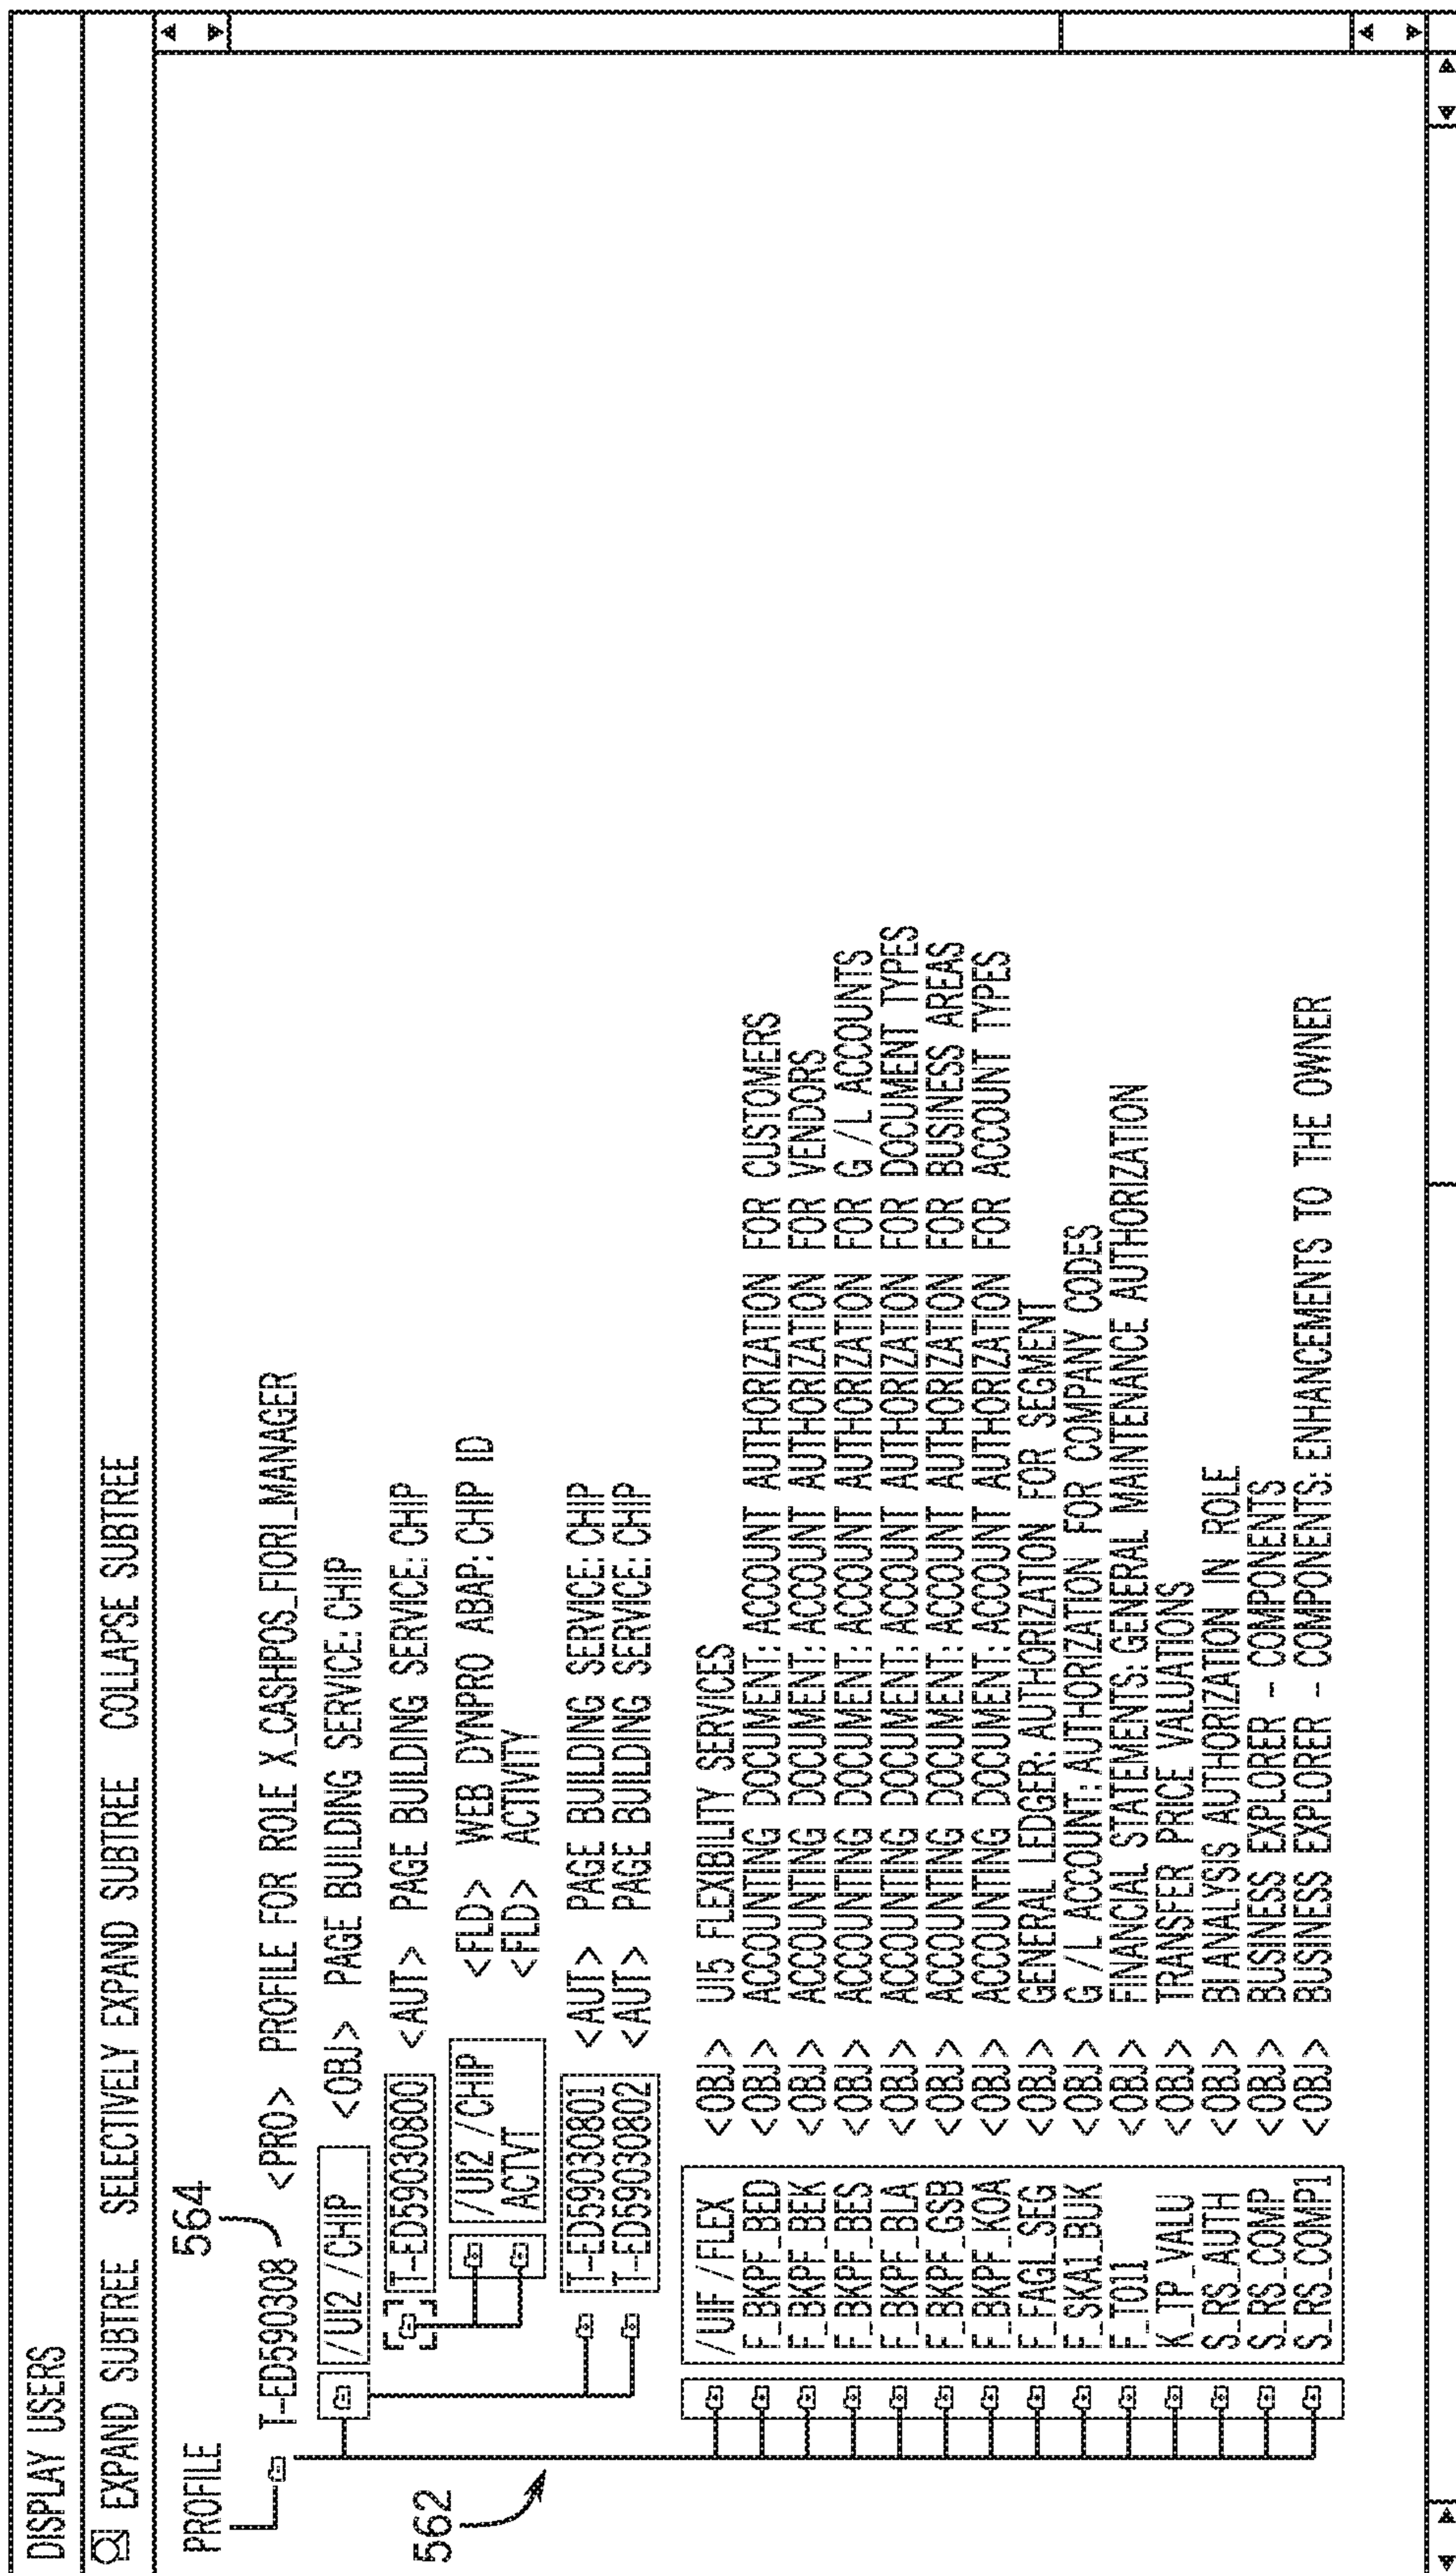 DISPLAY USERS
EXPAND SUBTREE SELECTIVELY EXPAND SUBTREE COLLAPSE SUBTREE
PROFILE
564
T-ED590308 <PRO> PROFILE FOR ROLE X_CASHPOS_FIORI_MANAGER
/UI2 /CHIP <OBJ> PAGE BUILDING SERVICE: CHIP
T-ED59030800 <AUT> PAGE BUILDING SERVICE: CHIP
562
/UI2 /CHIP <FLD> WEB DYNPRO ABAP: CHIP ID
ACTVT <FLD> ACTIVITY
T-ED59030801 <AUT> PAGE BUILDING SERVICE: CHIP
T-ED59030802 <AUT> PAGE BUILDING SERVICE: CHIP
/UIF /FLEX <OBJ> UI5 FLEXIBILITY SERVICES
F_BKPF_BED <OBJ> ACCOUNTING DOCUMENT: ACCOUNT AUTHORIZATION FOR CUSTOMERS
F_BKPF_BEK <OBJ> ACCOUNTING DOCUMENT: ACCOUNT AUTHORIZATION FOR VENDORS
F_BKPF_BES <OBJ> ACCOUNTING DOCUMENT: ACCOUNT AUTHORIZATION FOR G / L ACCOUNTS
F_BKPF_BLA <OBJ> ACCOUNTING DOCUMENT: ACCOUNT AUTHORIZATION FOR DOCUMENT TYPES
F_BKPF_GSB <OBJ> ACCOUNTING DOCUMENT: ACCOUNT AUTHORIZATION FOR BUSINESS AREAS
F_BKPF_KOA <OBJ> ACCOUNTING DOCUMENT: ACCOUNT AUTHORIZATION FOR ACCOUNT TYPES
F_FAGL_SEG <OBJ> GENERAL LEDGER: AUTHORIZATION FOR SEGMENT
F_SKA1_BUK <OBJ> G / L ACCOUNT: AUTHORIZATION FOR COMPANY CODES
F_T011 <OBJ> FINANCIAL STATEMENTS: GENERAL MAINTENANCE AUTHORIZATION
K_TP_VALU <OBJ> TRANSFER PRICE VALUATIONS
S_RS_AUTH <OBJ> BI ANALYSIS AUTHORIZATION IN ROLE
S_RS_COMP <OBJ> BUSINESS EXPLORER - COMPONENTS
S_RS_COMP1 <OBJ> BUSINESS EXPLORER - COMPONENTS: ENHANCEMENTS TO THE OWNER